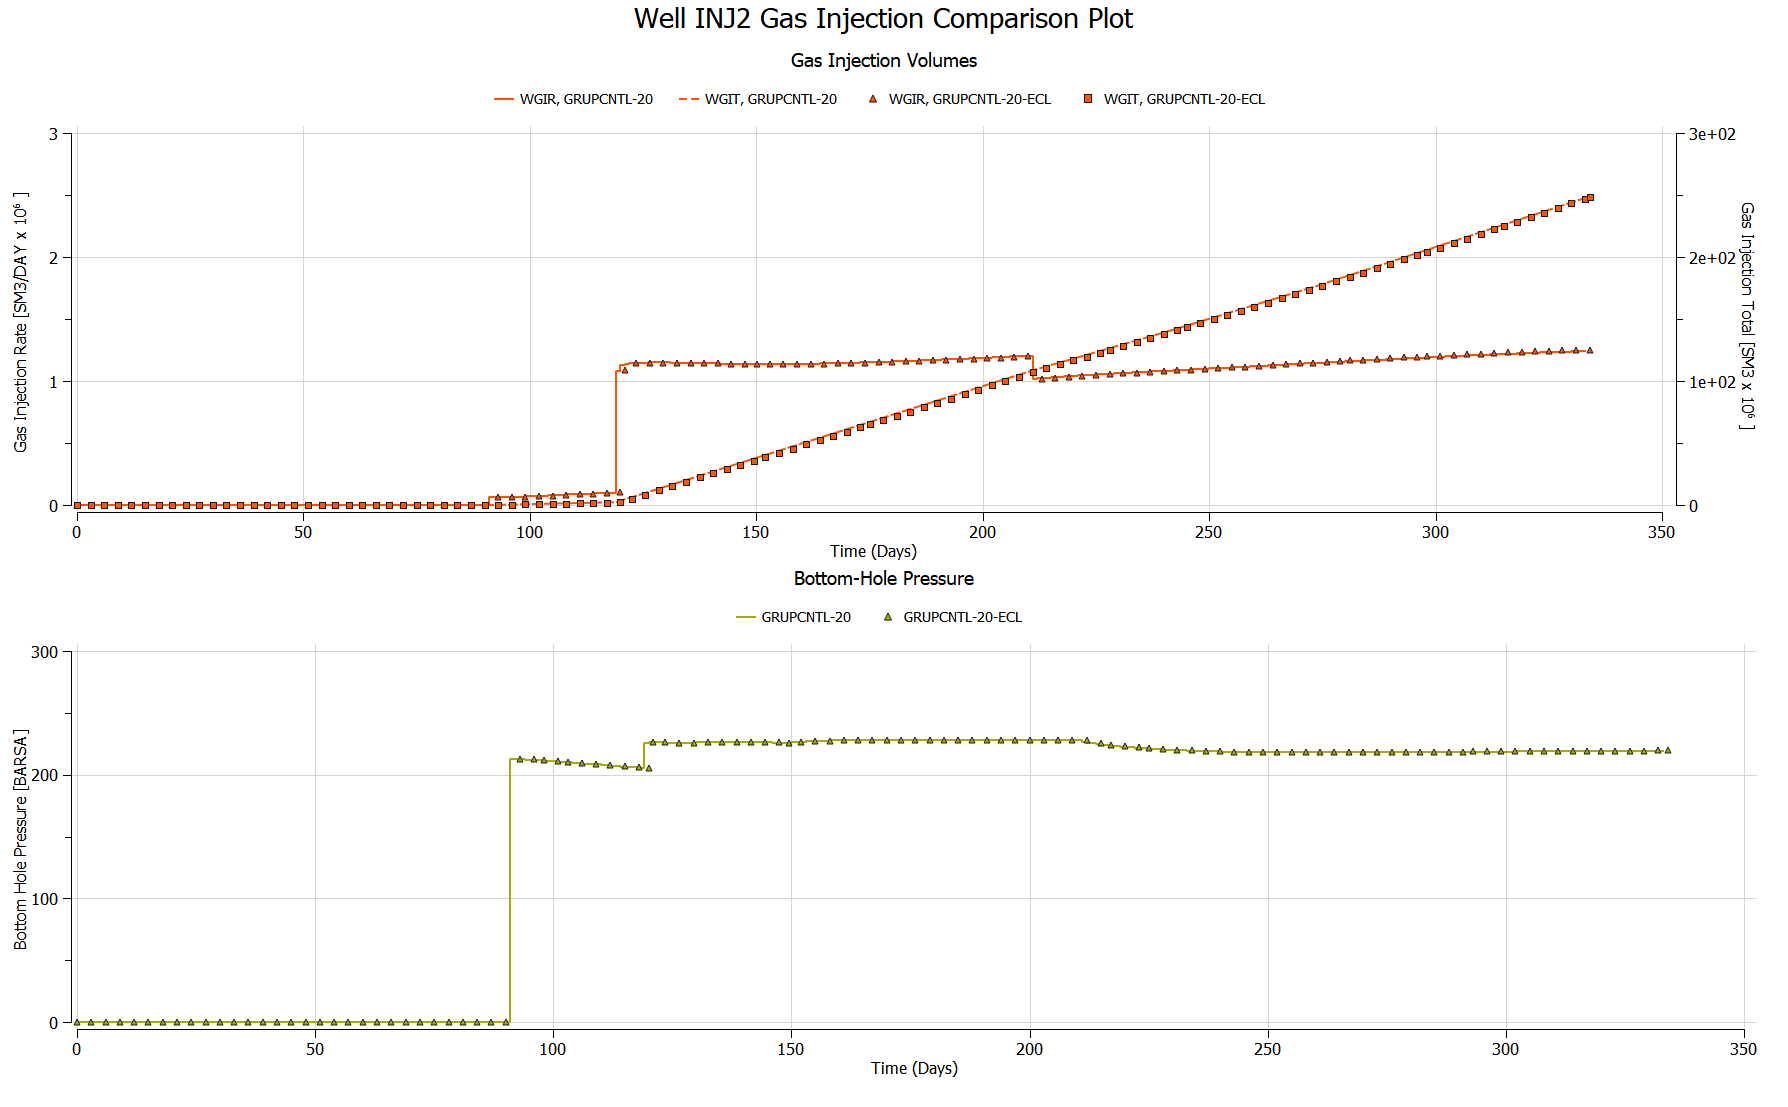 Well INJ2 Gas Injection Comparison Plot
Gas Injection Volumes
WGIR, GRUPCNTL-20 WGIT, GRUPCNTL-20 WGIR, GRUPCNTL-20-ECL WGIT, GRUPCNTL-20-ECL
Gas Injection Rate [SM3/DAY x 10⁶ ]
3
2
1
0
3e+02
2e+02
1e+02
0
Gas Injection Total [SM3 x 10⁶ ]
0 50 100 150 200 250 300 350
Time (Days)
Bottom-Hole Pressure
GRUPCNTL-20 GRUPCNTL-20-ECL
Bottom Hole Pressure [BARSA]
300
200
100
0
0 50 100 150 200 250 300 350
Time (Days)